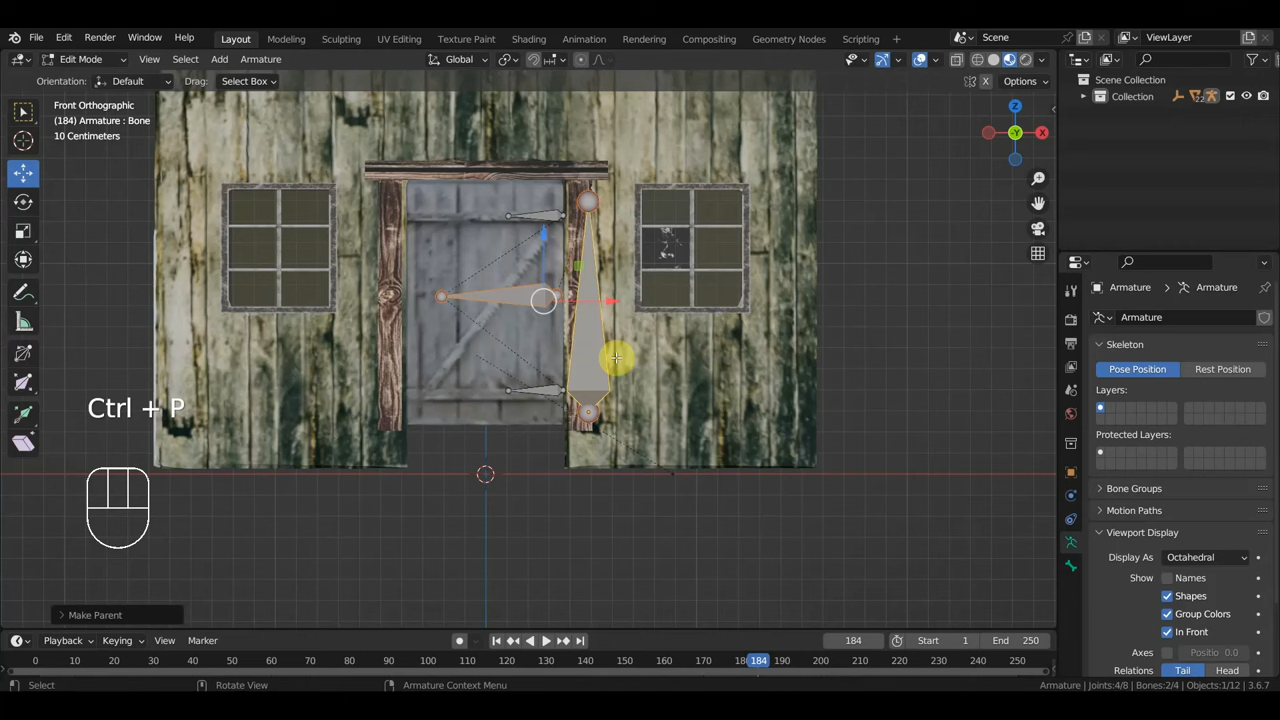 File Edit Render Window Help
Layout Modeling Sculpting UV Editing Texture Paint Shading Animation Rendering Compositing Geometry Nodes Scripting +
Scene
ViewLayer
Edit Mode View Select Add Armature
Global
Orientation: Default Drag: Select Box
X
Options
Front Orthographic
(184) Armature : Bone
10 Centimeters
Z
-Y
X
Scene Collection
Collection
22
Armature
Armature
Armature
Skeleton
Pose Position Rest Position
Layers:
Protected Layers:
Bone Groups
Motion Paths
Viewport Display
Display As Octahedral
Show Names
Shapes
Group Colors
In Front
Axes Positio 0.0
Relations Tail Head
Ctrl + P
Make Parent
Playback Keying View Marker
184
Start 1 End 250
0 10 20 30 40 50 60 70 80 90 100 110 120 130 140 150 160 170 184 190 200 210 220 230 240 250
Select Rotate View Armature Context Menu
Armature | Joints:4/8 | Bones:2/4 | Objects:1/12 | 3.6.7